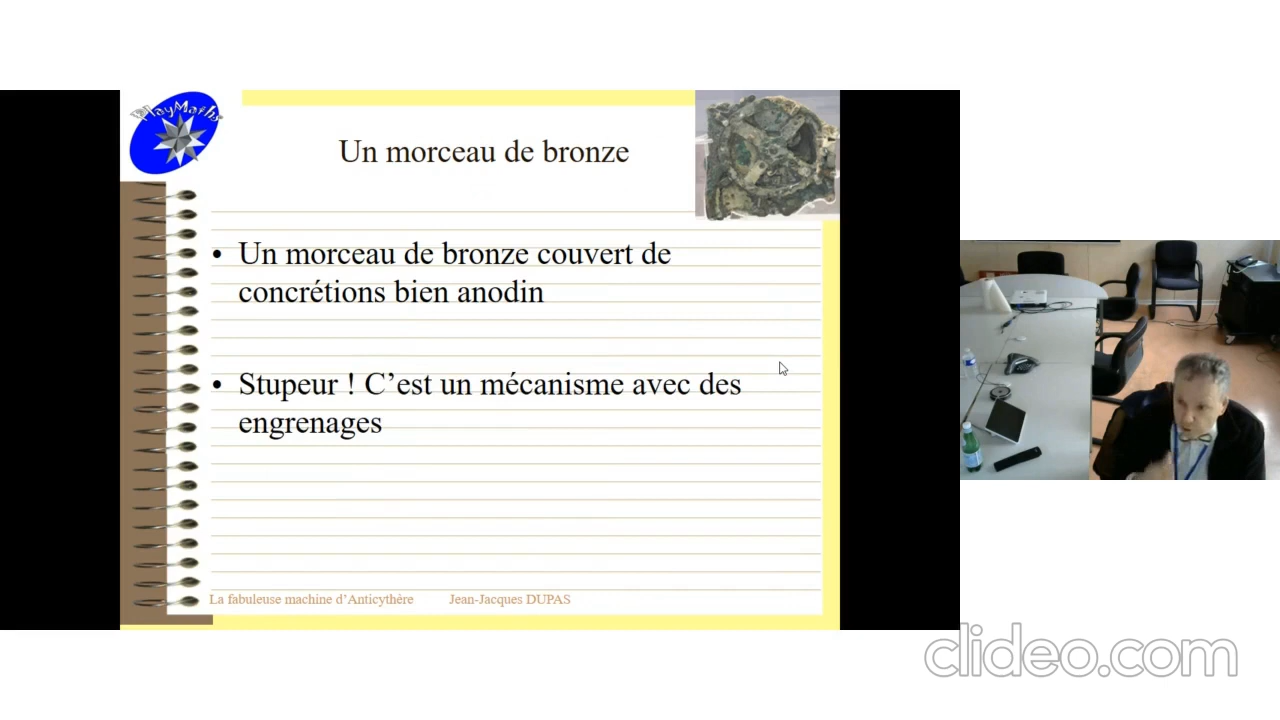 PlayMaths
Un morceau de bronze
• Un morceau de bronze couvert de
concrétions bien anodin
• Stupeur ! C’est un mécanisme avec des
engrenages
La fabuleuse machine d’Anticythère Jean-Jacques DUPAS
clideo.com